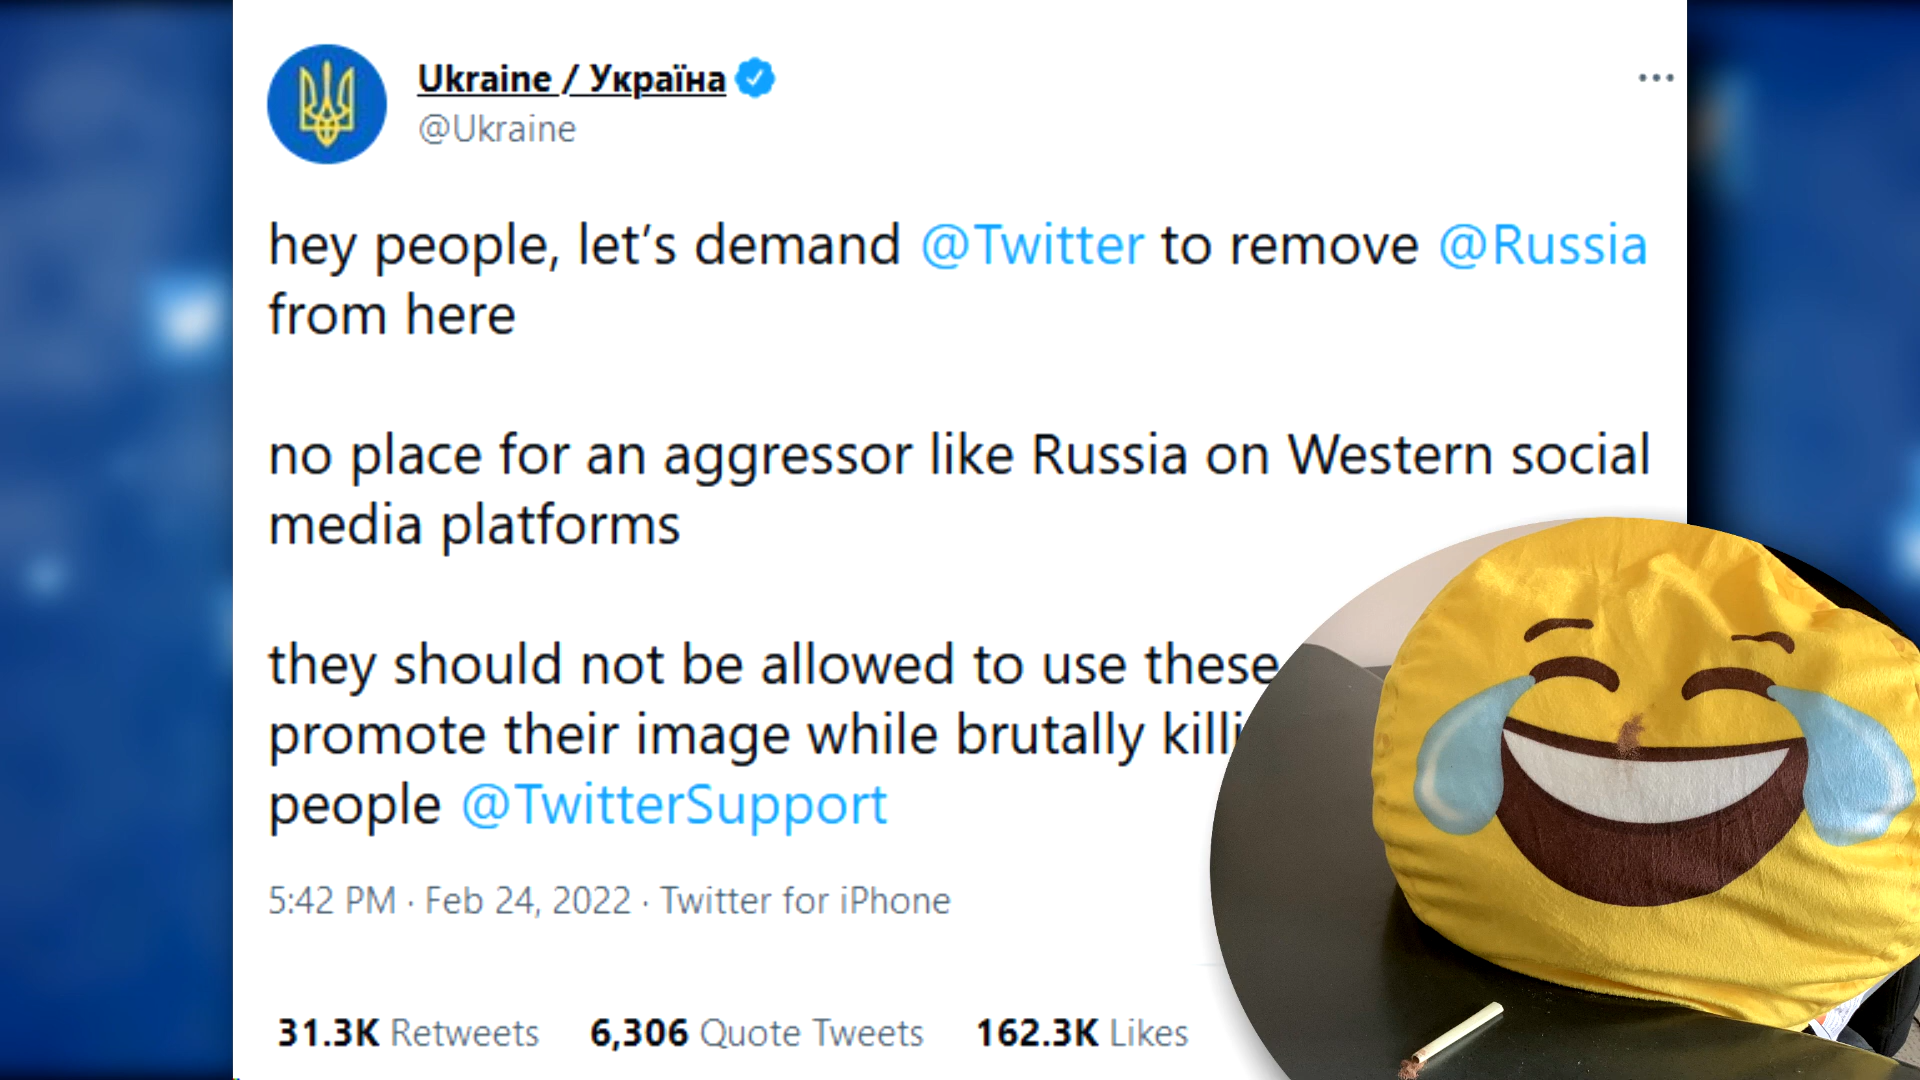 Ukraine / Україна
@Ukraine
hey people, let's demand @Twitter to remove @Russia
from here
no place for an aggressor like Russia on Western social
media platforms
they should not be allowed to use these
promote their image while brutally
people @TwitterSupport
5:42 PM · Feb 24, 2022 · Twitter for iPhone
31.3K Retweets 6,306 Quote Tweets 162.3K Likes